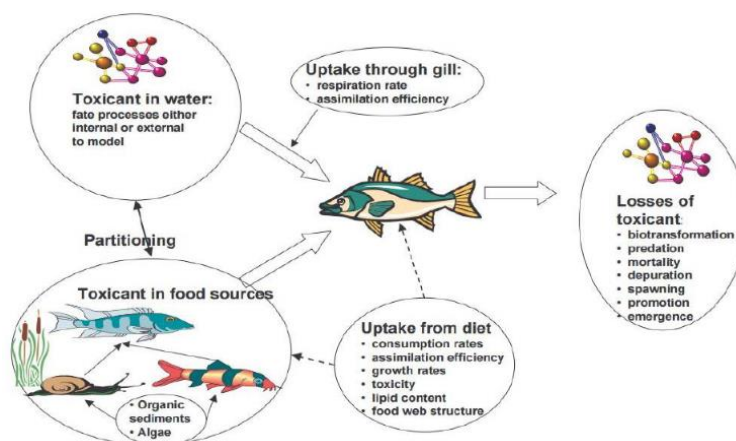 Toxicant in water:
fate processes either
internal or external
to model
Uptake through gill:
• respiration rate
• assimilation efficiency
Losses of
toxicant:
• biotransformation
• predation
• mortality
• depuration
• spawning
• promotion
• emergence
Partitioning
Toxicant in food sources
• Organic
sediments
• Algae
Uptake from diet
• consumption rates
• assimilation efficiency
• growth rates
• toxicity
• lipid content
• food web structure